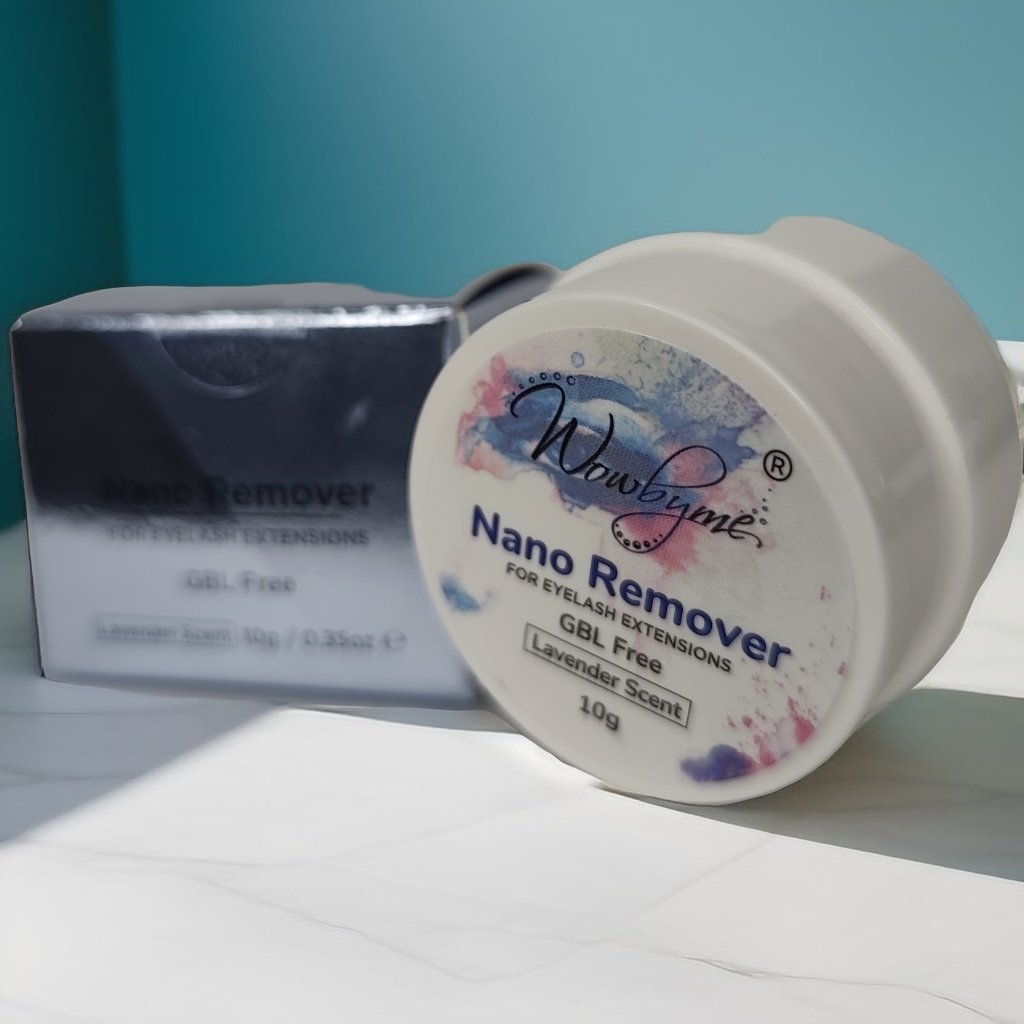 Nano Remover
FOR EYELASH EXTENSIONS
GBL Free
Lavender Scent 10g / 0.35oz ℮
Wowbyme®
Nano Remover
FOR EYELASH EXTENSIONS
GBL Free
Lavender Scent
10g